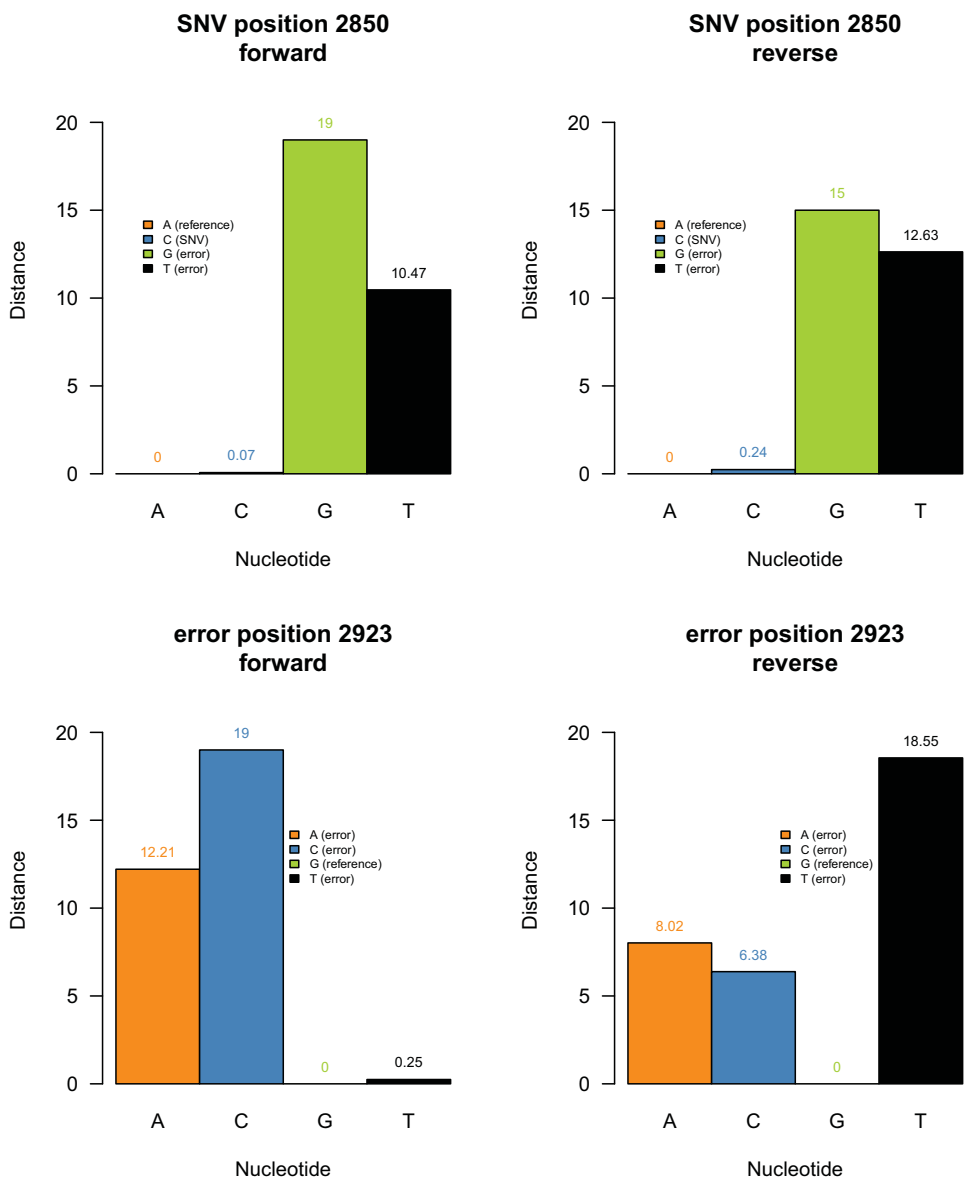 SNV position 2850
forward
20
19
15
A (reference)
C (SNV)
G (error)
T (error)
10.47
10
5
0.07
0
0
A C G T
Distance
Nucleotide
SNV position 2850
reverse
20
15
15
A (reference)
C (SNV)
G (error)
T (error)
12.63
10
5
0.24
0
0
A C G T
Distance
Nucleotide
error position 2923
forward
20
19
15
A (error)
C (error)
G (reference)
T (error)
12.21
10
5
0.25
0
0
A C G T
Distance
Nucleotide
error position 2923
reverse
20
18.55
15
A (error)
C (error)
G (reference)
T (error)
10
8.02
6.38
5
0
0
A C G T
Distance
Nucleotide